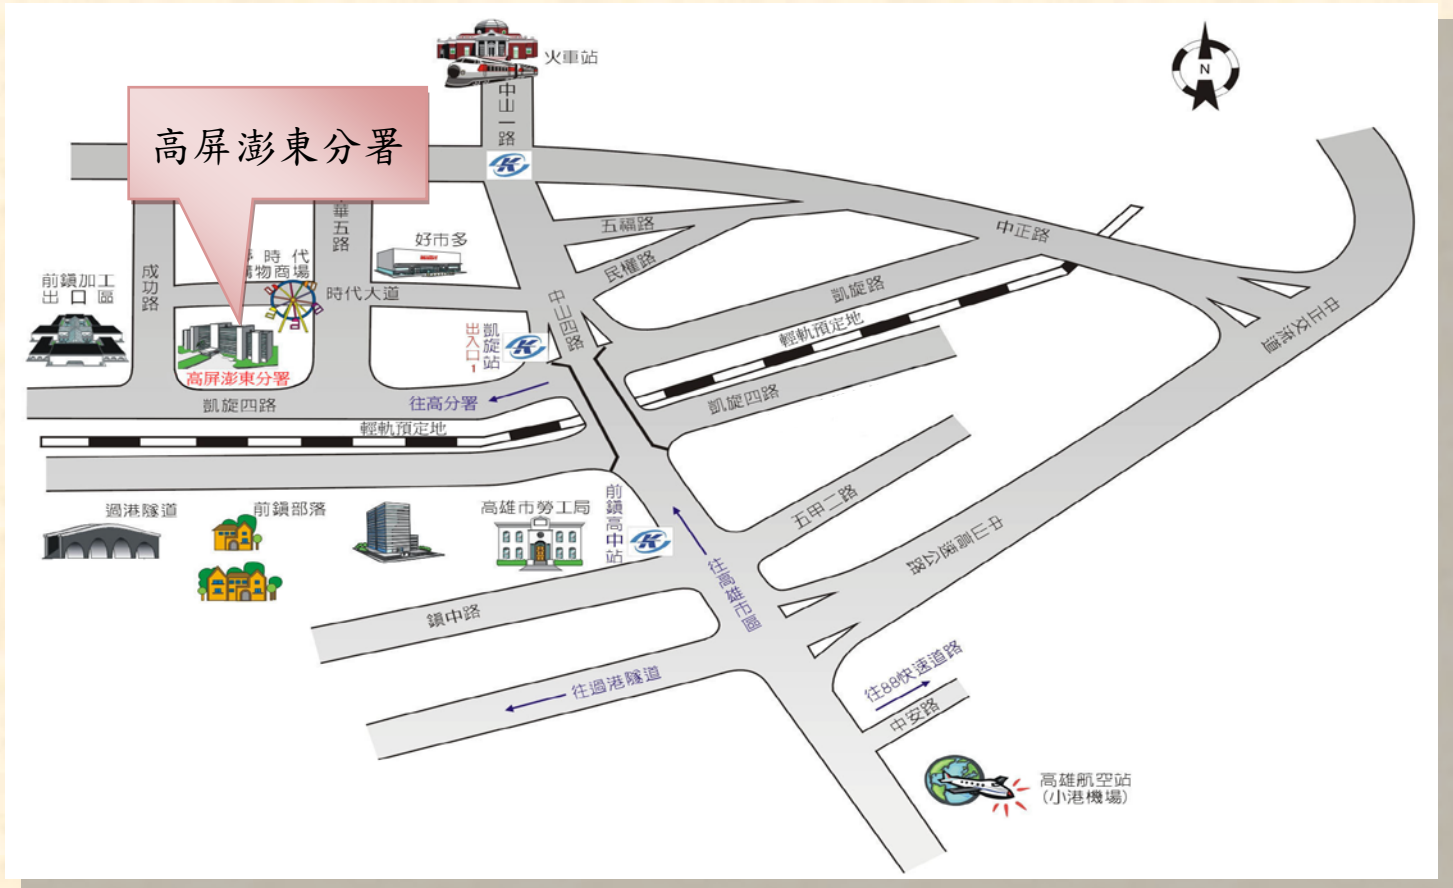 火車站
N
中山一路
高屏澎東分署
五福路
中正路
華五路
好市多
民權路
時代
物商場
成功路
前鎮加工
出口區
時代大道
中山四路
凱旋路
中正交流道
凱旋站
出入口1
輕軌預定地
高屏澎東分署
凱旋四路
往高分署
凱旋四路
輕軌預定地
過港隧道
前鎮部落
高雄市勞工局
前鎮高中站
五甲二路
中山高速公路
往高雄市區
鎮中路
往過港隧道
往88快速道路
中安路
高雄航空站
(小港機場)